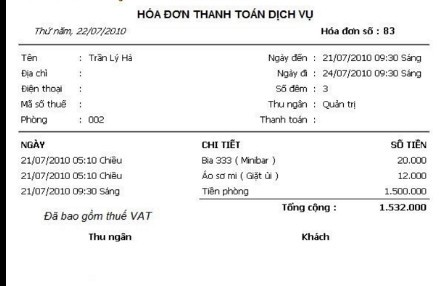 HÓA ĐƠN THANH TOÁN DỊCH VỤ
Thứ năm, 22/07/2010 Hóa đơn số : 83
Tên : Trần Lý Hà Ngày đến : 21/07/2010 09:30 Sáng
Địa chỉ : Ngày đi : 24/07/2010 09:30 Sáng
Điện thoại : Số đêm : 3
Mã số thuế : Thu ngân : Quản trị
Phòng : 002 Thanh toán :
NGÀY CHI TIẾT SỐ TIỀN
21/07/2010 05:10 Chiều Bia 333 ( Minibar ) 20.000
21/07/2010 05:10 Chiều Áo sơ mi ( Giặt ủi ) 12.000
21/07/2010 09:30 Sáng Tiền phòng 1.500.000
Tổng cộng : 1.532.000
Đã bao gồm thuế VAT
Thu ngân Khách